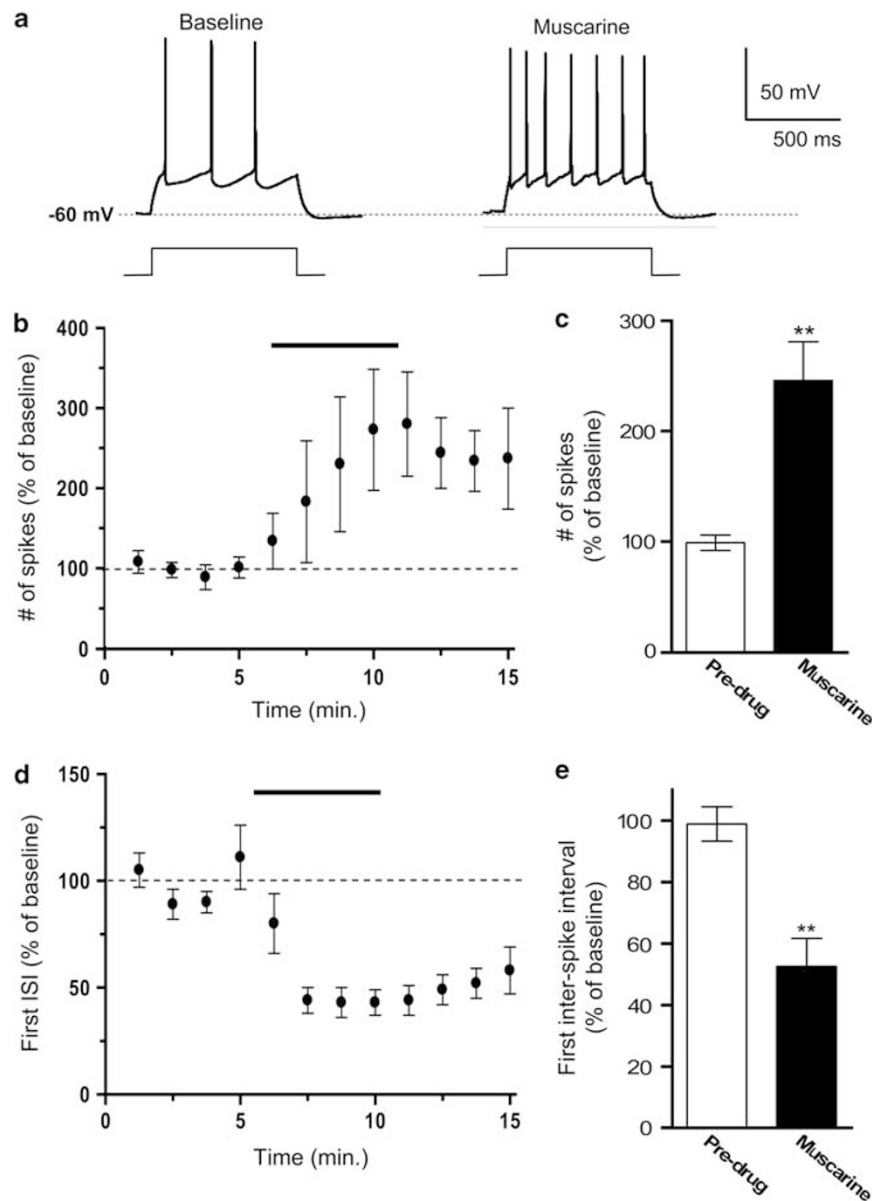 a
Baseline
Muscarine
50 mV
500 ms
-60 mV
b
# of spikes (% of baseline)
400
300
200
100
0
0
5
10
15
Time (min.)
c
# of spikes
(% of baseline)
300
200
100
0
Pre-drug
Muscarine
**
d
First ISI (% of baseline)
150
100
50
0
0
5
10
15
Time (min.)
e
First inter-spike interval
(% of baseline)
100
80
60
40
20
0
Pre-drug
Muscarine
**